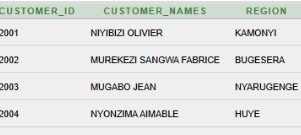 CUSTOMER_ID CUSTOMER_NAMES REGION
2001 NIYIBIZI OLIVIER KAMONYI
2002 MUREKEZI SANGWA FABRICE BUGESERA
2003 MUGABO JEAN NYARUGENGE
2004 NYONZIMA AIMABLE HUYE